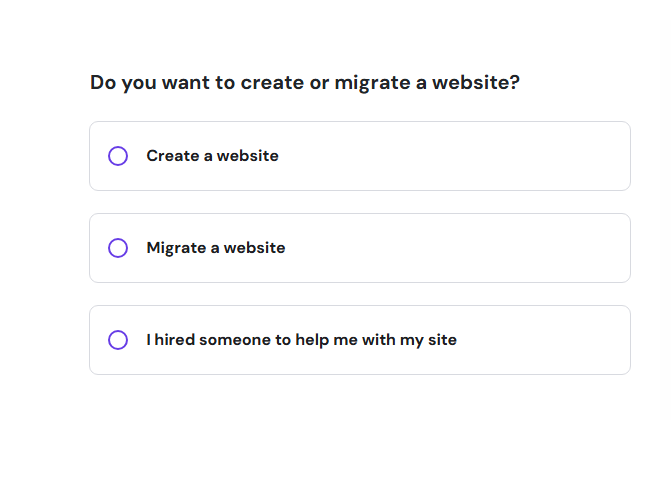 Do you want to create or migrate a website?
Create a website
Migrate a website
I hired someone to help me with my site